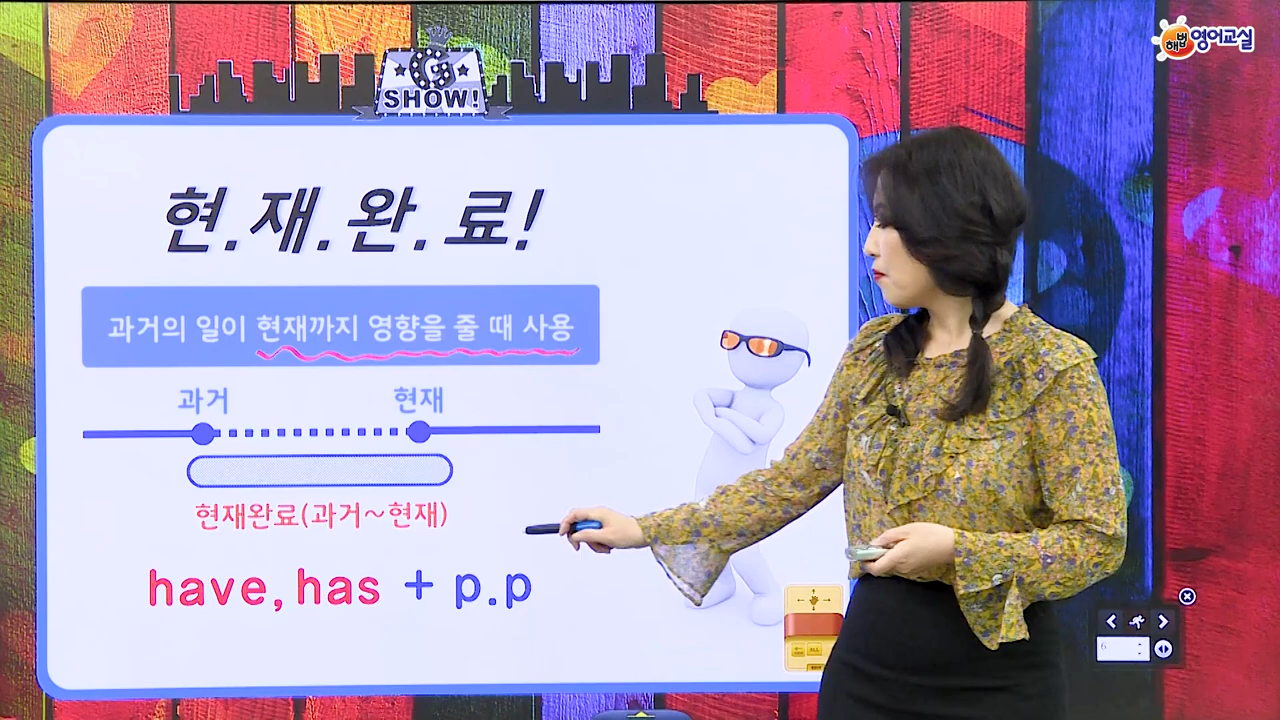 해법 영어교실
G
SHOW!
현.재.완.료!
과거의 일이 현재까지 영향을 줄 때 사용
과거 현재
현재완료(과거~현재)
have, has + p.p
ALL
6